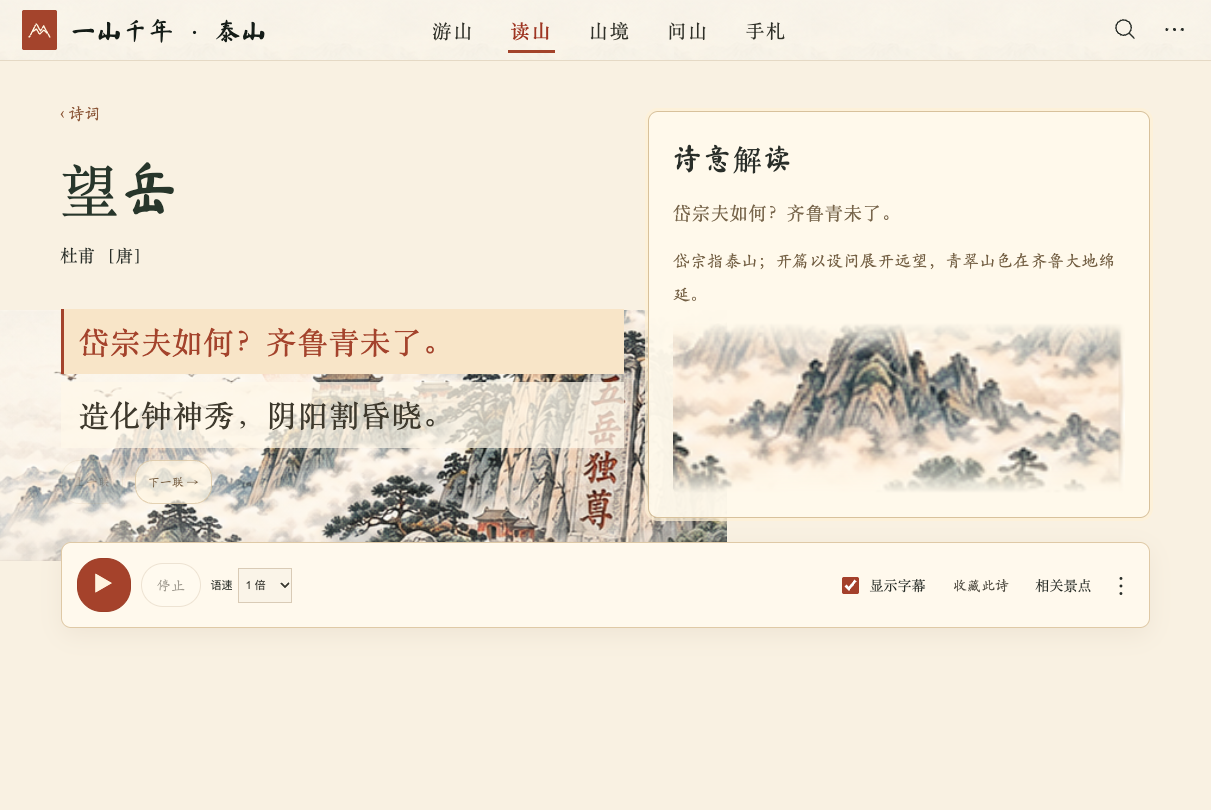 一山千年 · 泰山
游山 读山 山境 问山 手札
‹ 诗词
望岳
杜甫 [唐]
岱宗夫如何？齐鲁青未了。
造化钟神秀，阴阳割昏晓。
下一联 →
五岳独尊
诗意解读
岱宗夫如何？齐鲁青未了。
岱宗指泰山；开篇以设问展开远望，青翠山色在齐鲁大地绵
延。
停止 语速 1 倍 显示字幕 收藏此诗 相关景点